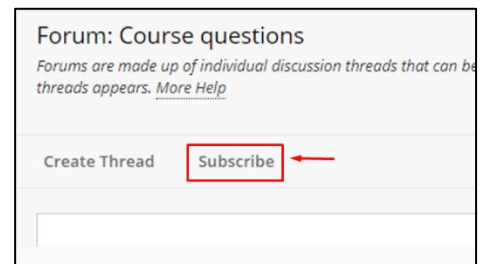 Forum: Course questions
Forums are made up of individual discussion threads that can be
threads appears. More Help
Create Thread Subscribe